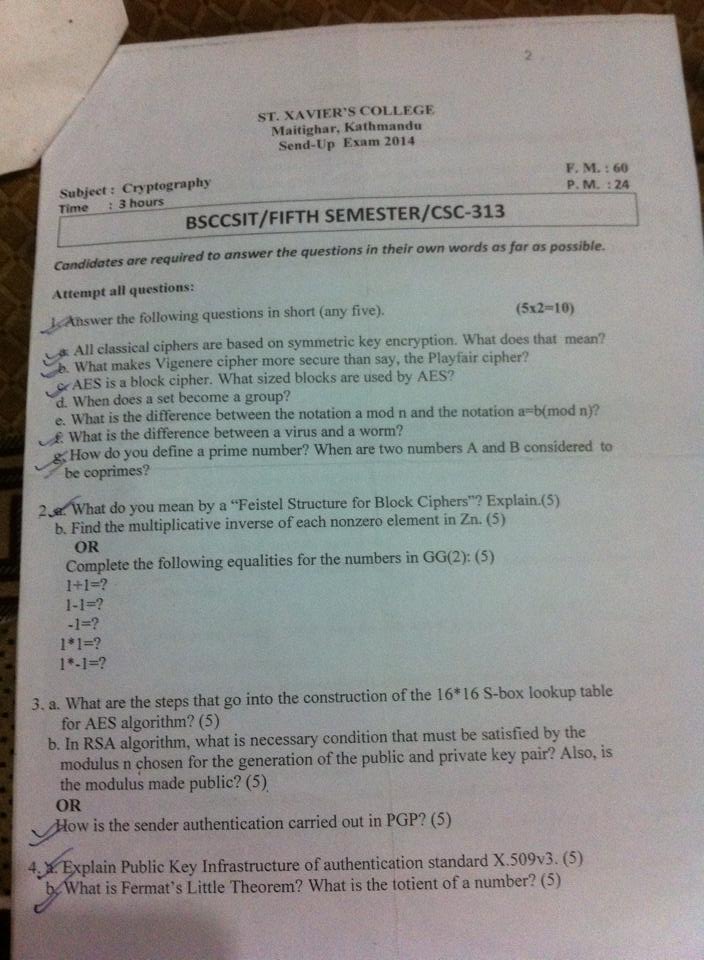 2
ST. XAVIER'S COLLEGE
Maitighar, Kathmandu
Send-Up Exam 2014
F. M. : 60
Subject : Cryptography
P. M. : 24
Time : 3 hours
BSCCSIT/FIFTH SEMESTER/CSC-313
Candidates are required to answer the questions in their own words as far as possible.
Attempt all questions:
1. Answer the following questions in short (any five). (5x2=10)
a. All classical ciphers are based on symmetric key encryption. What does that mean?
b. What makes Vigenere cipher more secure than say, the Playfair cipher?
c. AES is a block cipher. What sized blocks are used by AES?
d. When does a set become a group?
e. What is the difference between the notation a mod n and the notation a=b(mod n)?
f. What is the difference between a virus and a worm?
g. How do you define a prime number? When are two numbers A and B considered to
be coprimes?
2. a. What do you mean by a "Feistel Structure for Block Ciphers"? Explain.(5)
b. Find the multiplicative inverse of each nonzero element in Zn. (5)
OR
Complete the following equalities for the numbers in GG(2): (5)
1+1=?
1-1=?
-1=?
1*1=?
1*-1=?
3. a. What are the steps that go into the construction of the 16*16 S-box lookup table
for AES algorithm? (5)
b. In RSA algorithm, what is necessary condition that must be satisfied by the
modulus n chosen for the generation of the public and private key pair? Also, is
the modulus made public? (5)
OR
How is the sender authentication carried out in PGP? (5)
4. a. Explain Public Key Infrastructure of authentication standard X.509v3. (5)
b. What is Fermat's Little Theorem? What is the totient of a number? (5)